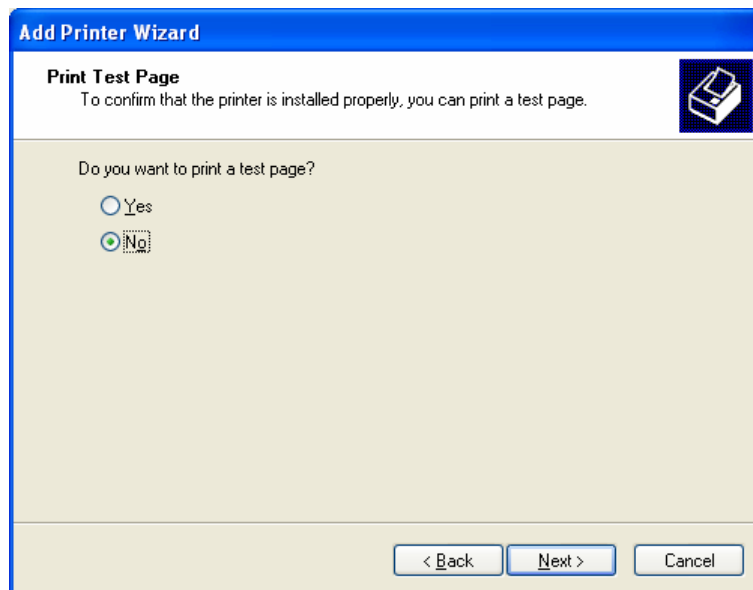 Add Printer Wizard
Print Test Page
To confirm that the printer is installed properly, you can print a test page.
Do you want to print a test page?
Yes
No
< Back
Next >
Cancel